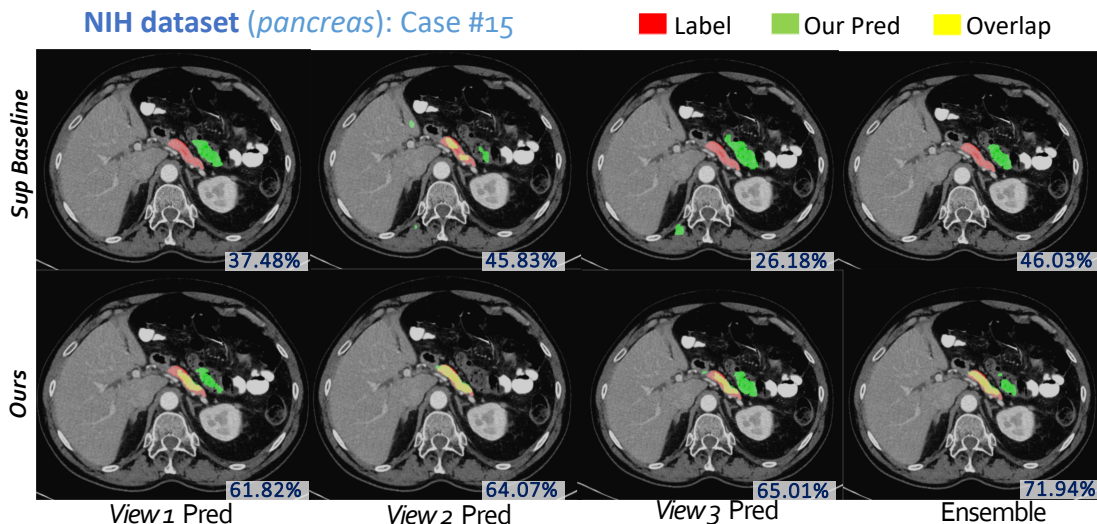 NIH dataset (pancreas): Case #15
Label
Our Pred
Overlap
Sup Baseline
37.48%
45.83%
26.18%
46.03%
Ours
61.82%
64.07%
65.01%
71.94%
View 1 Pred
View 2 Pred
View 3 Pred
Ensemble